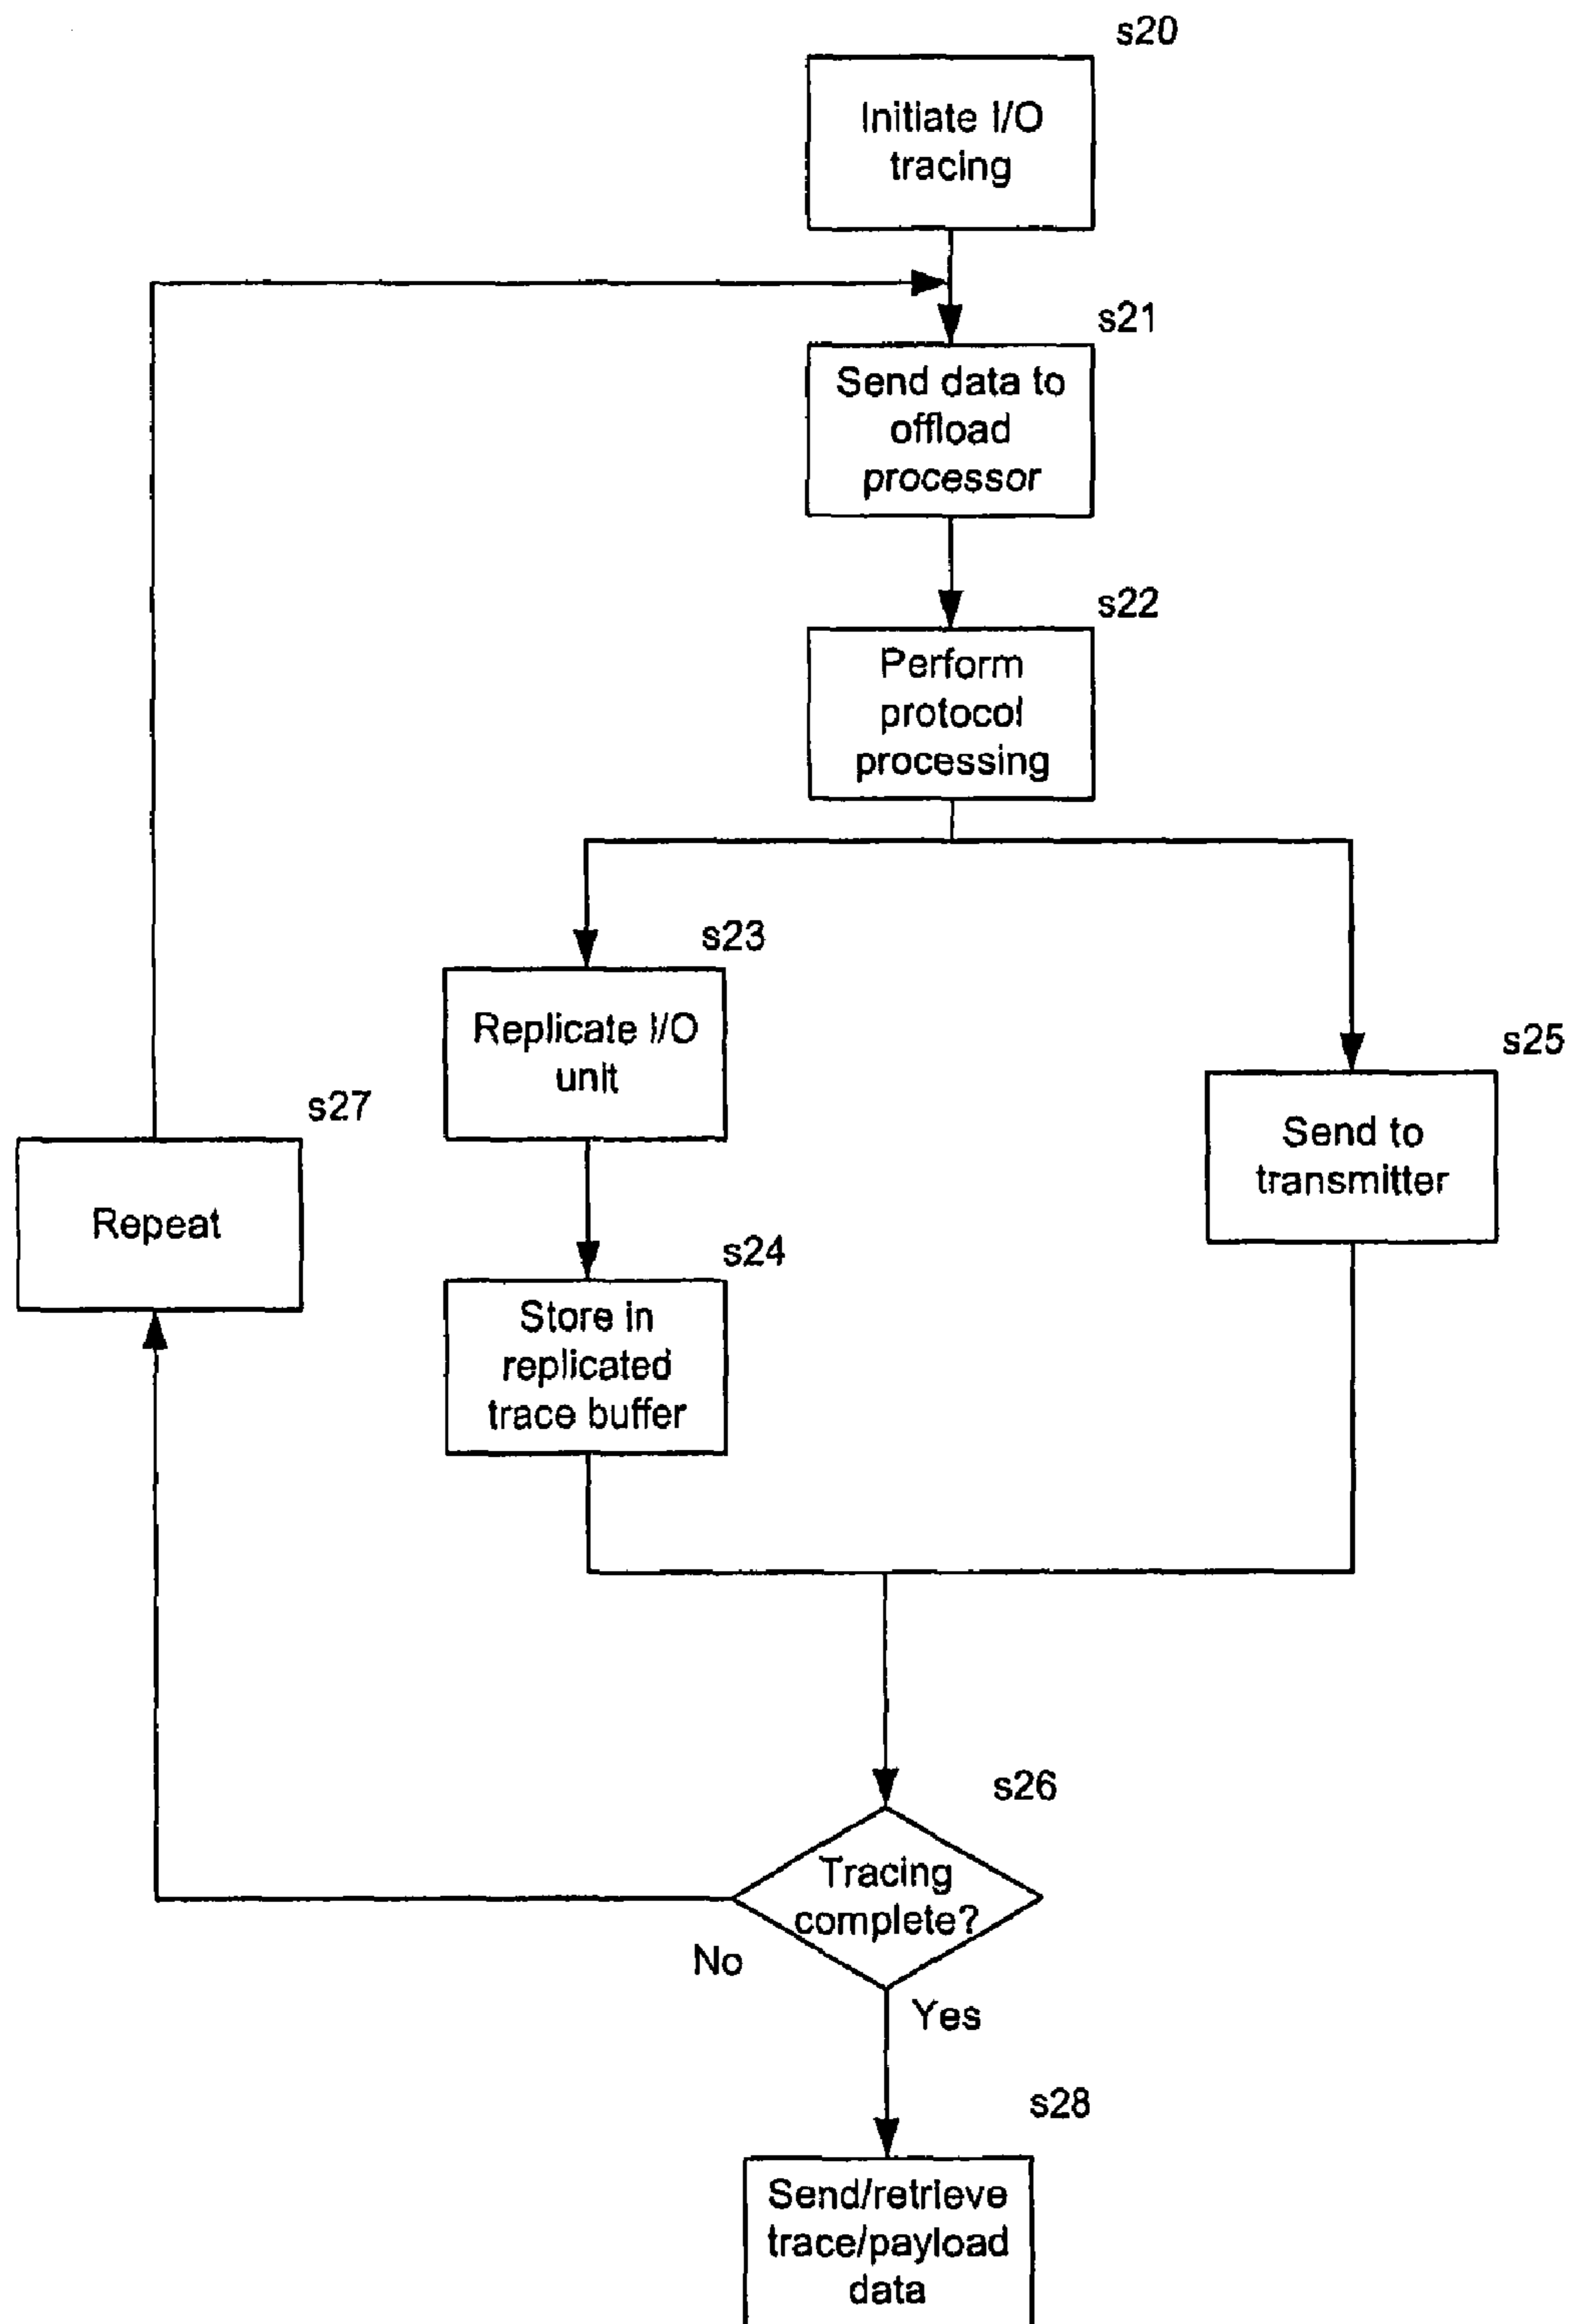 s20
Initiate I/O
tracing
s21
Send data to
offload
processor
s22
Perform
protocol
processing
s23
Replicate I/O
unit
s25
Send to
transmitter
s27
Repeat
s24
Store in
replicated
trace buffer
s26
Tracing
complete?
No
Yes
s28
Send/retrieve
trace/payload
data